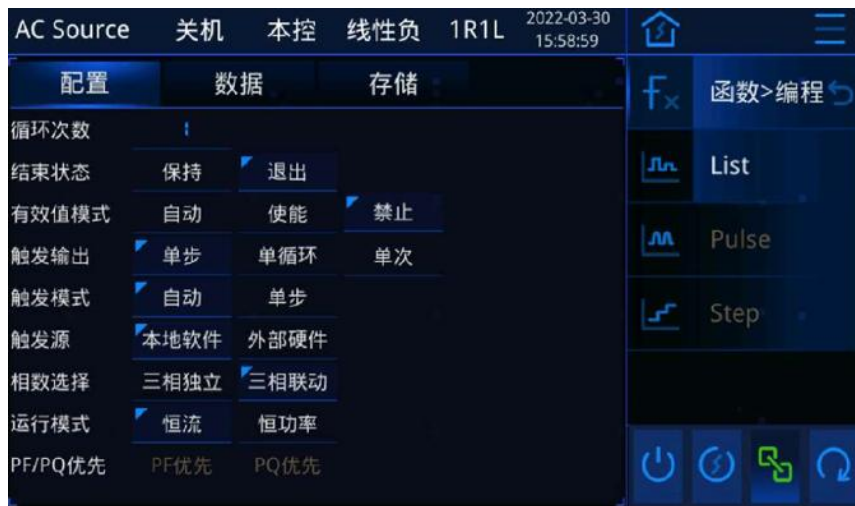 AC Source 关机 本控 线性负 1R1L 2022-03-30 15:58:59
配置 数据 存储
循环次数 1
结束状态 保持 退出
有效值模式 自动 使能 禁止
触发输出 单步 单循环 单次
触发模式 自动 单步
触发源 本地软件 外部硬件
相数选择 三相独立 三相联动
运行模式 恒流 恒功率
PF/PQ优先 PF优先 PQ优先
fx 函数>编程
List
Pulse
Step